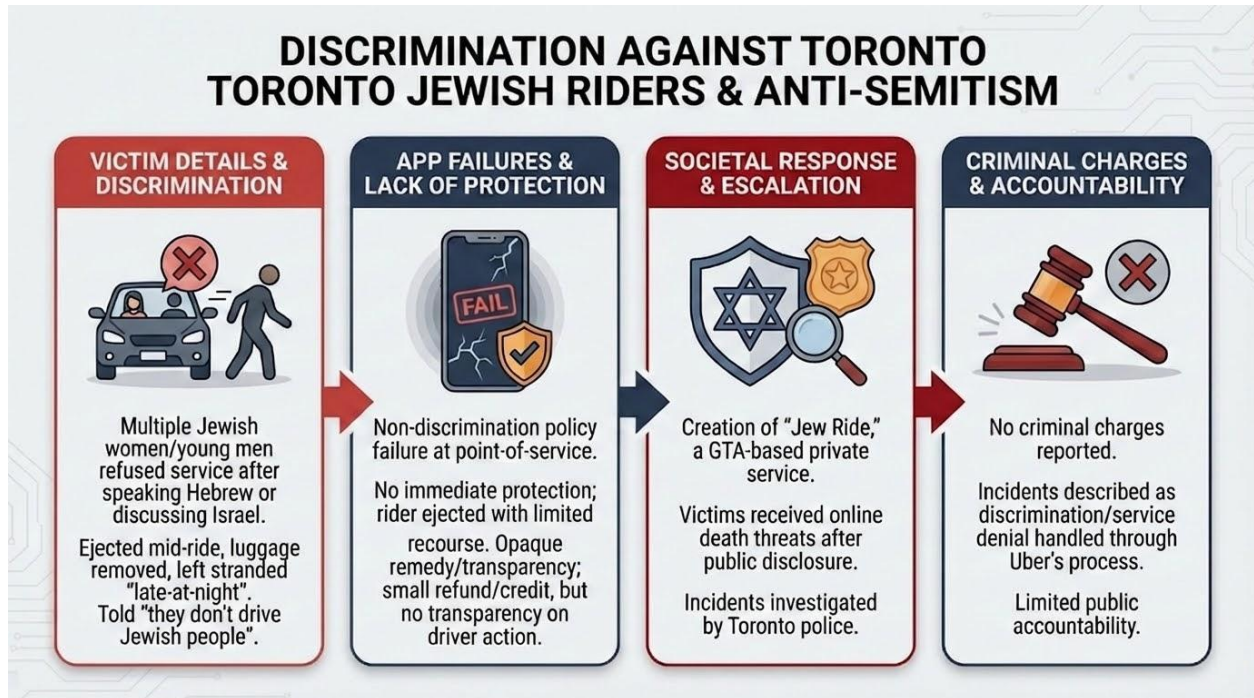 DISCRIMINATION AGAINST TORONTO
TORONTO JEWISH RIDERS & ANTI-SEMITISM
VICTIM DETAILS &
DISCRIMINATION
Multiple Jewish
women/young men
refused service after
speaking Hebrew or
discussing Israel.
Ejected mid-ride, luggage
removed, left stranded
“late-at-night”.
Told “they don't drive
Jewish people”.
APP FAILURES &
LACK OF PROTECTION
FAIL
Non-discrimination policy
failure at point-of-service.
No immediate protection;
rider ejected with limited
recourse. Opaque
remedy/transparency;
small refund/credit, but
no transparency on
driver action.
SOCIETAL RESPONSE
& ESCALATION
Creation of “Jew Ride,”
a GTA-based private
service.
Victims received online
death threats after
public disclosure.
Incidents investigated
by Toronto police.
CRIMINAL CHARGES
& ACCOUNTABILITY
No criminal charges
reported.
Incidents described as
discrimination/service
denial handled through
Uber's process.
Limited public
accountability.